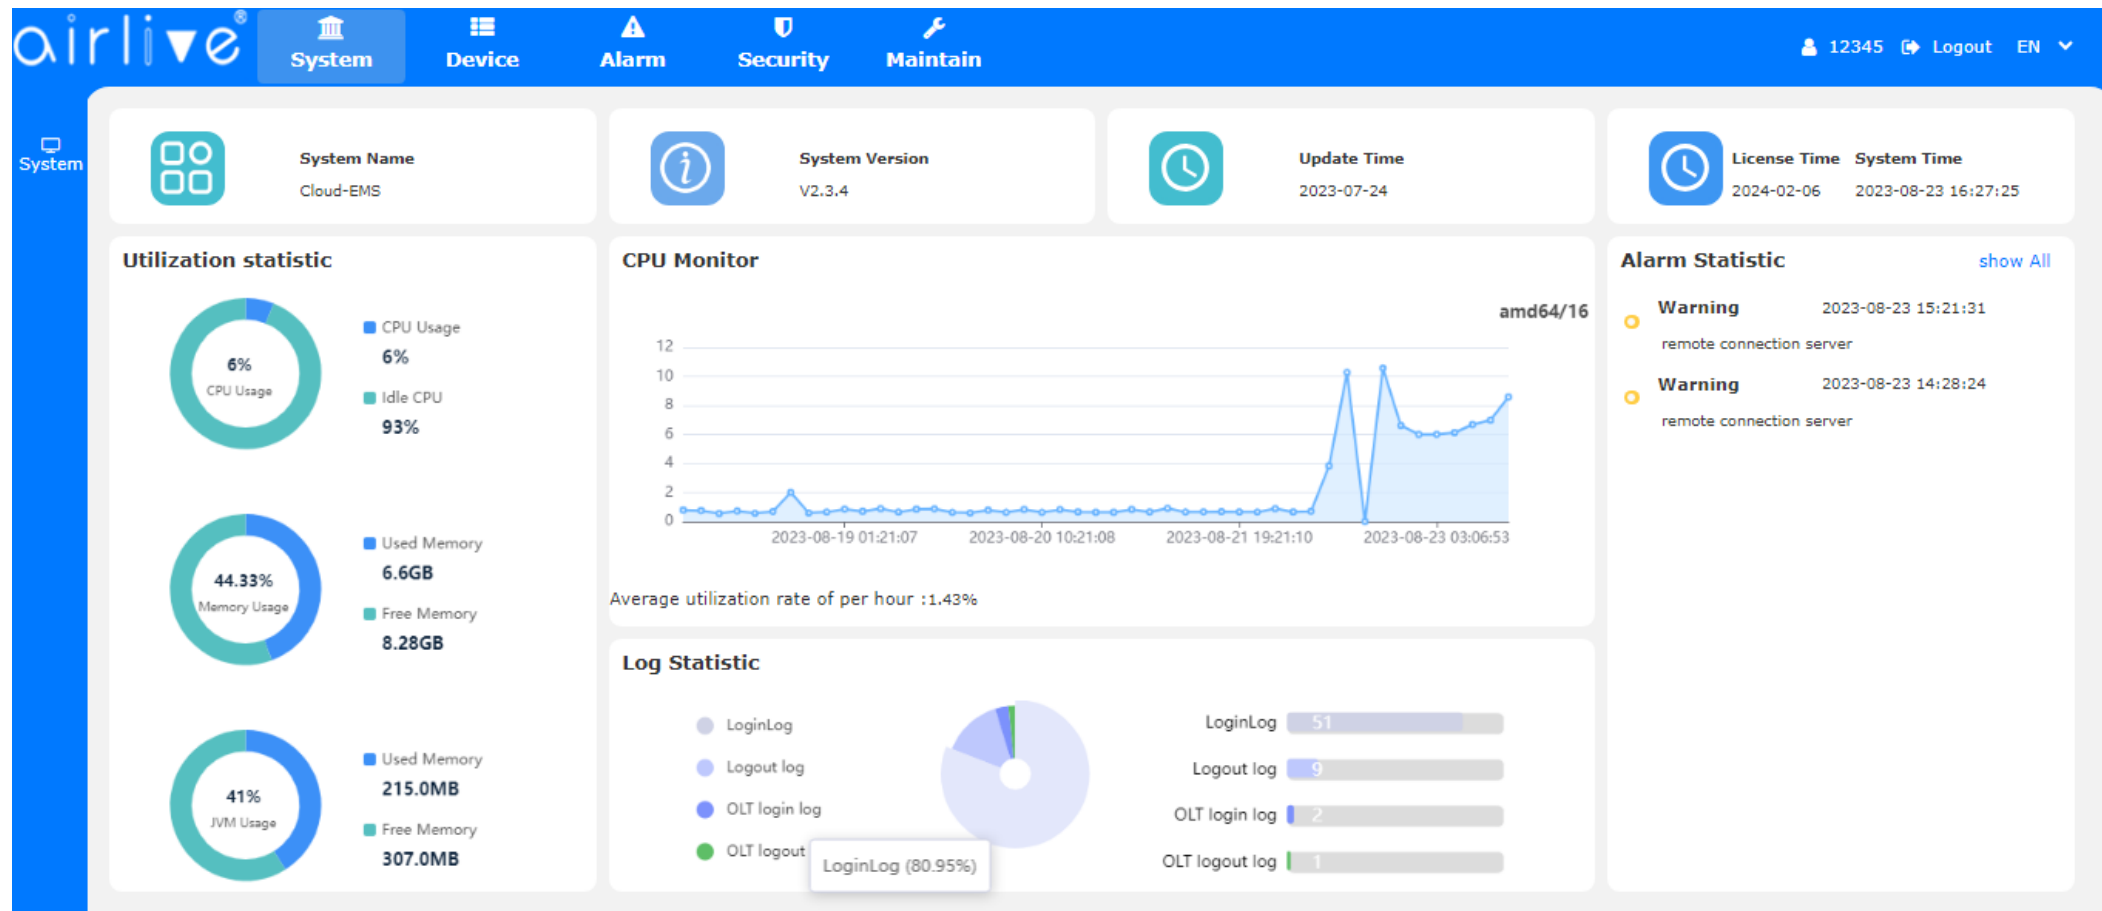 airlive®
System
Device
Alarm
Security
Maintain
12345
Logout
EN
System
System Name
Cloud-EMS
System Version
V2.3.4
Update Time
2023-07-24
License Time
2024-02-06
System Time
2023-08-23 16:27:25
Utilization statistic
6%
CPU Usage
CPU Usage
6%
Idle CPU
93%
44.33%
Memory Usage
Used Memory
6.6GB
Free Memory
8.28GB
41%
JVM Usage
Used Memory
215.0MB
Free Memory
307.0MB
CPU Monitor
amd64/16
12
10
8
6
4
2
0
2023-08-19 01:21:07
2023-08-20 10:21:08
2023-08-21 19:21:10
2023-08-23 03:06:53
Average utilization rate of per hour :1.43%
Log Statistic
LoginLog
Logout log
OLT login log
OLT logout
LoginLog (80.95%)
LoginLog 51
Logout log 9
OLT login log 2
OLT logout log 1
Alarm Statistic
show All
Warning 2023-08-23 15:21:31
remote connection server
Warning 2023-08-23 14:28:24
remote connection server